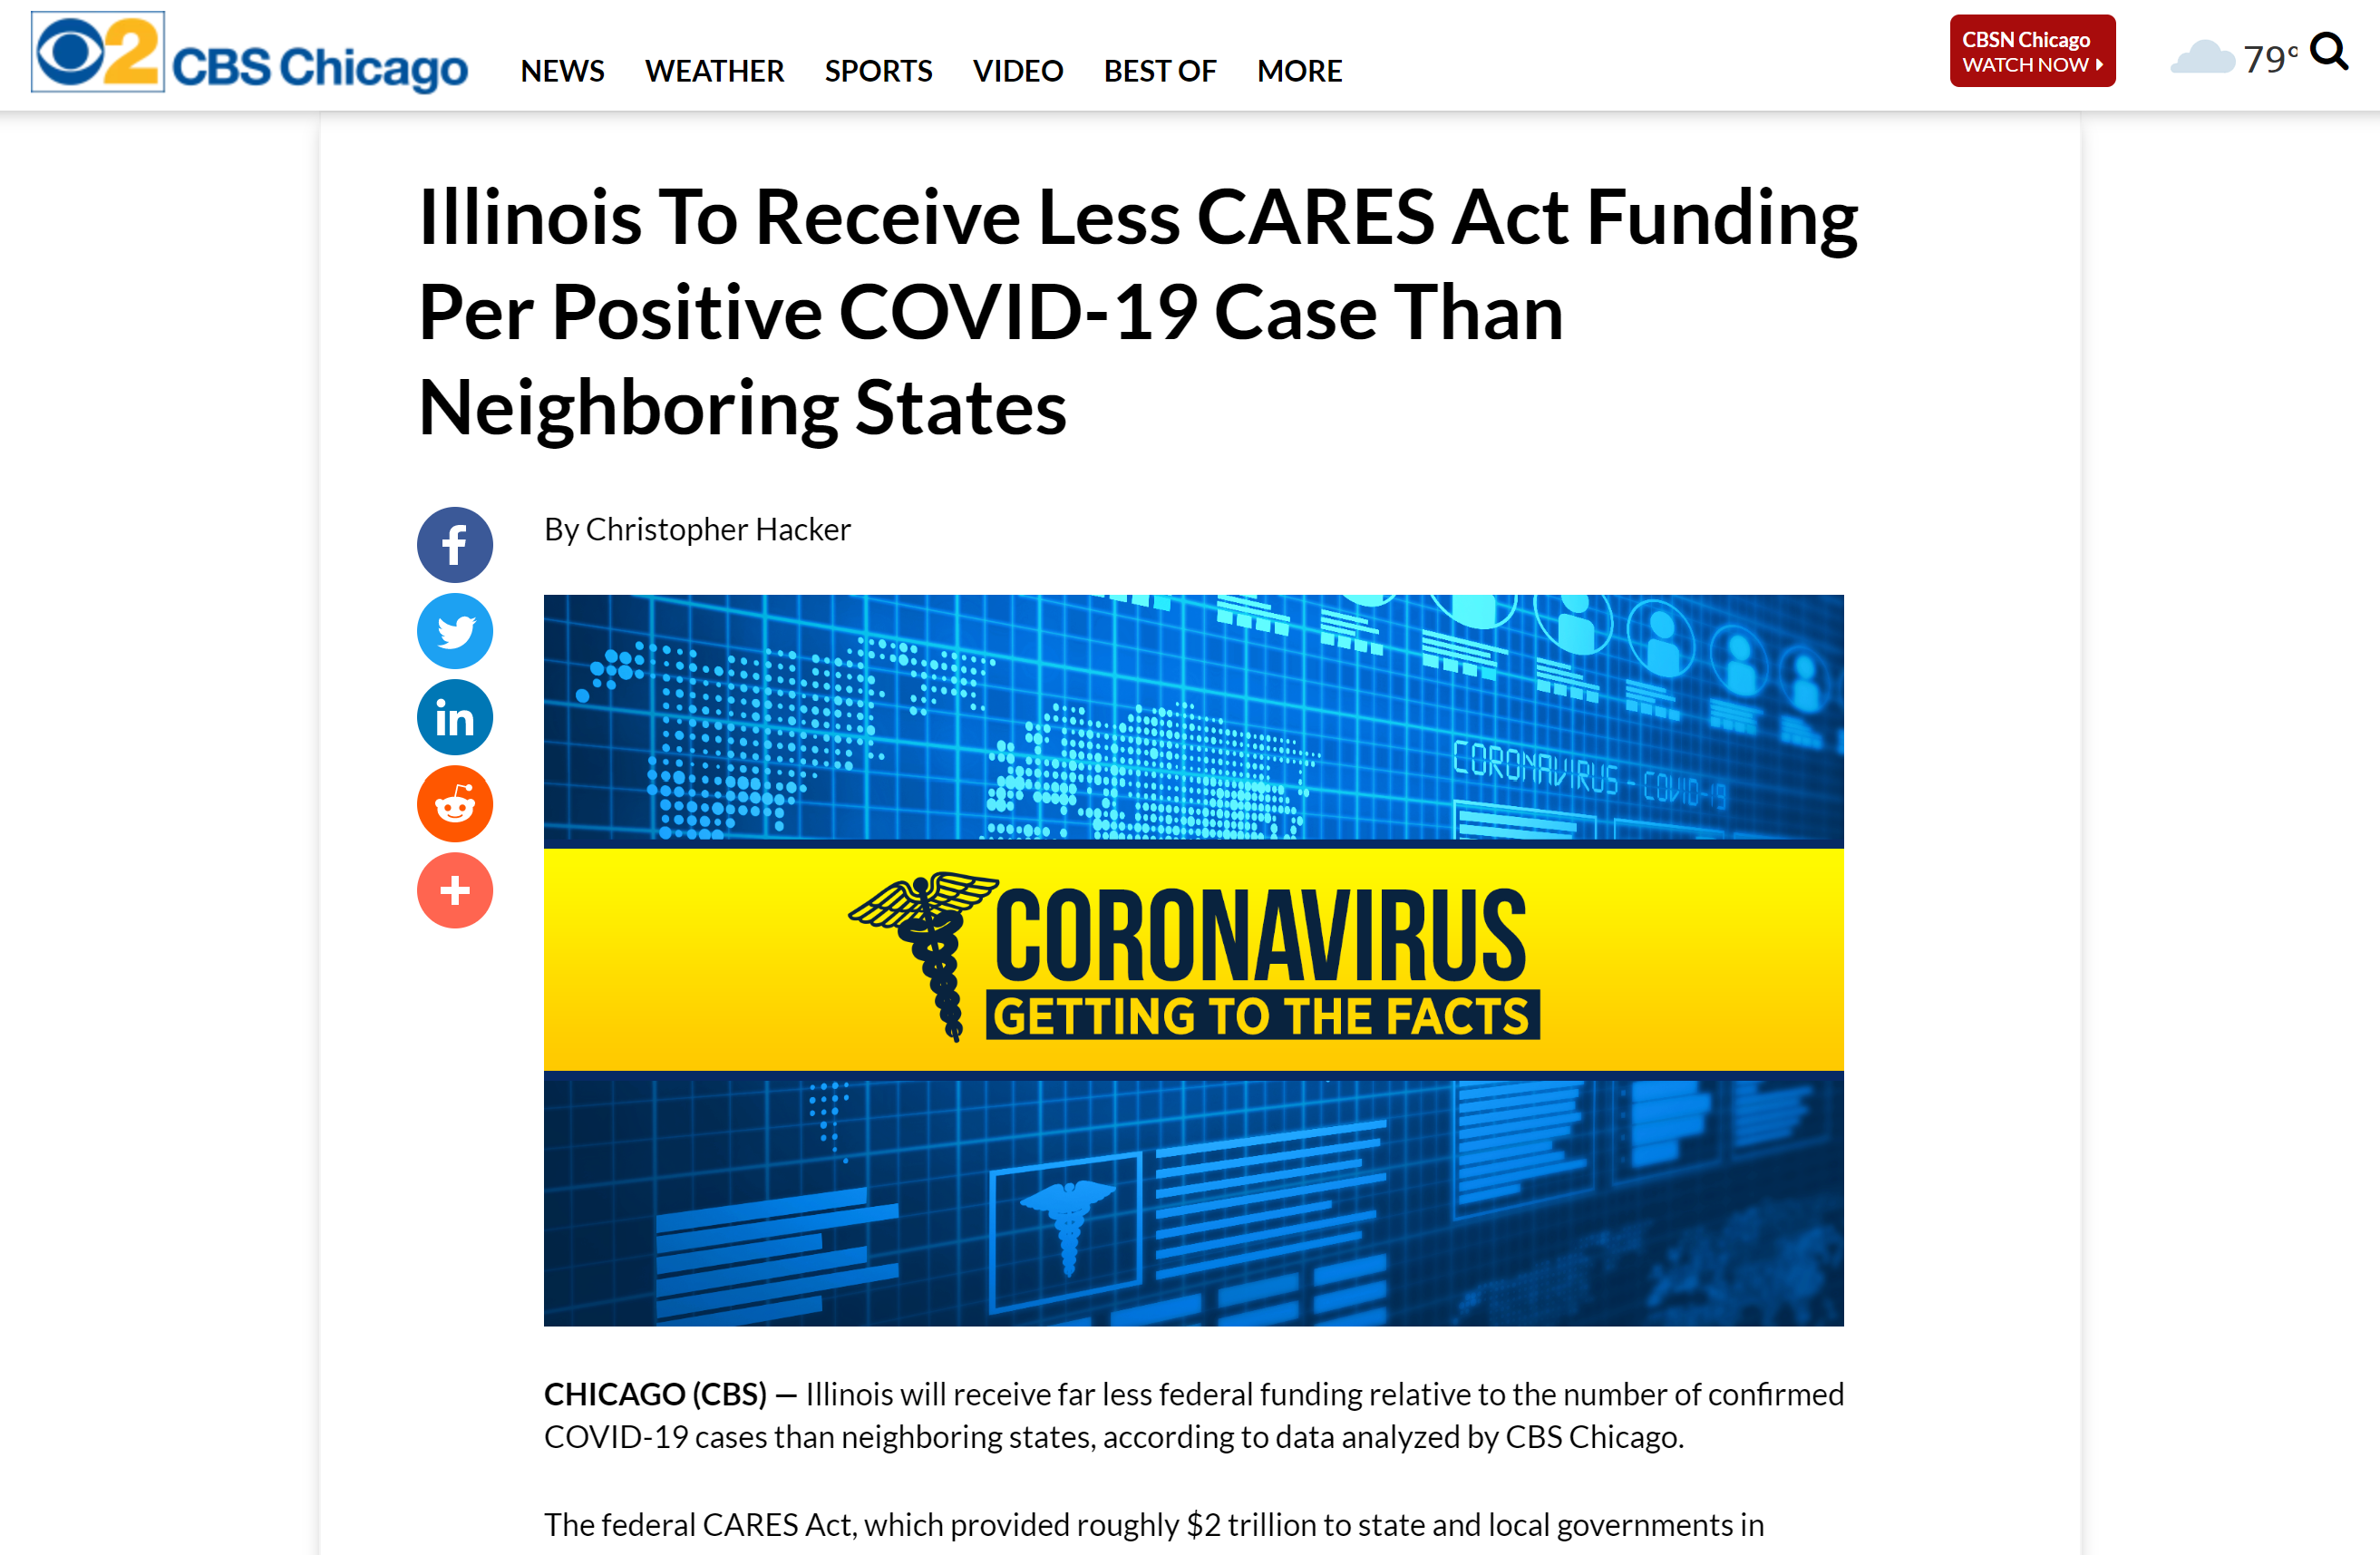 2 CBS Chicago
NEWS WEATHER SPORTS VIDEO BEST OF MORE
CBSN Chicago
WATCH NOW
79°
Illinois To Receive Less CARES Act Funding
Per Positive COVID-19 Case Than
Neighboring States
By Christopher Hacker
CORONAVIRUS - COVID-19
CORONAVIRUS
GETTING TO THE FACTS
CHICAGO (CBS) — Illinois will receive far less federal funding relative to the number of confirmed
COVID-19 cases than neighboring states, according to data analyzed by CBS Chicago.
The federal CARES Act, which provided roughly $2 trillion to state and local governments in